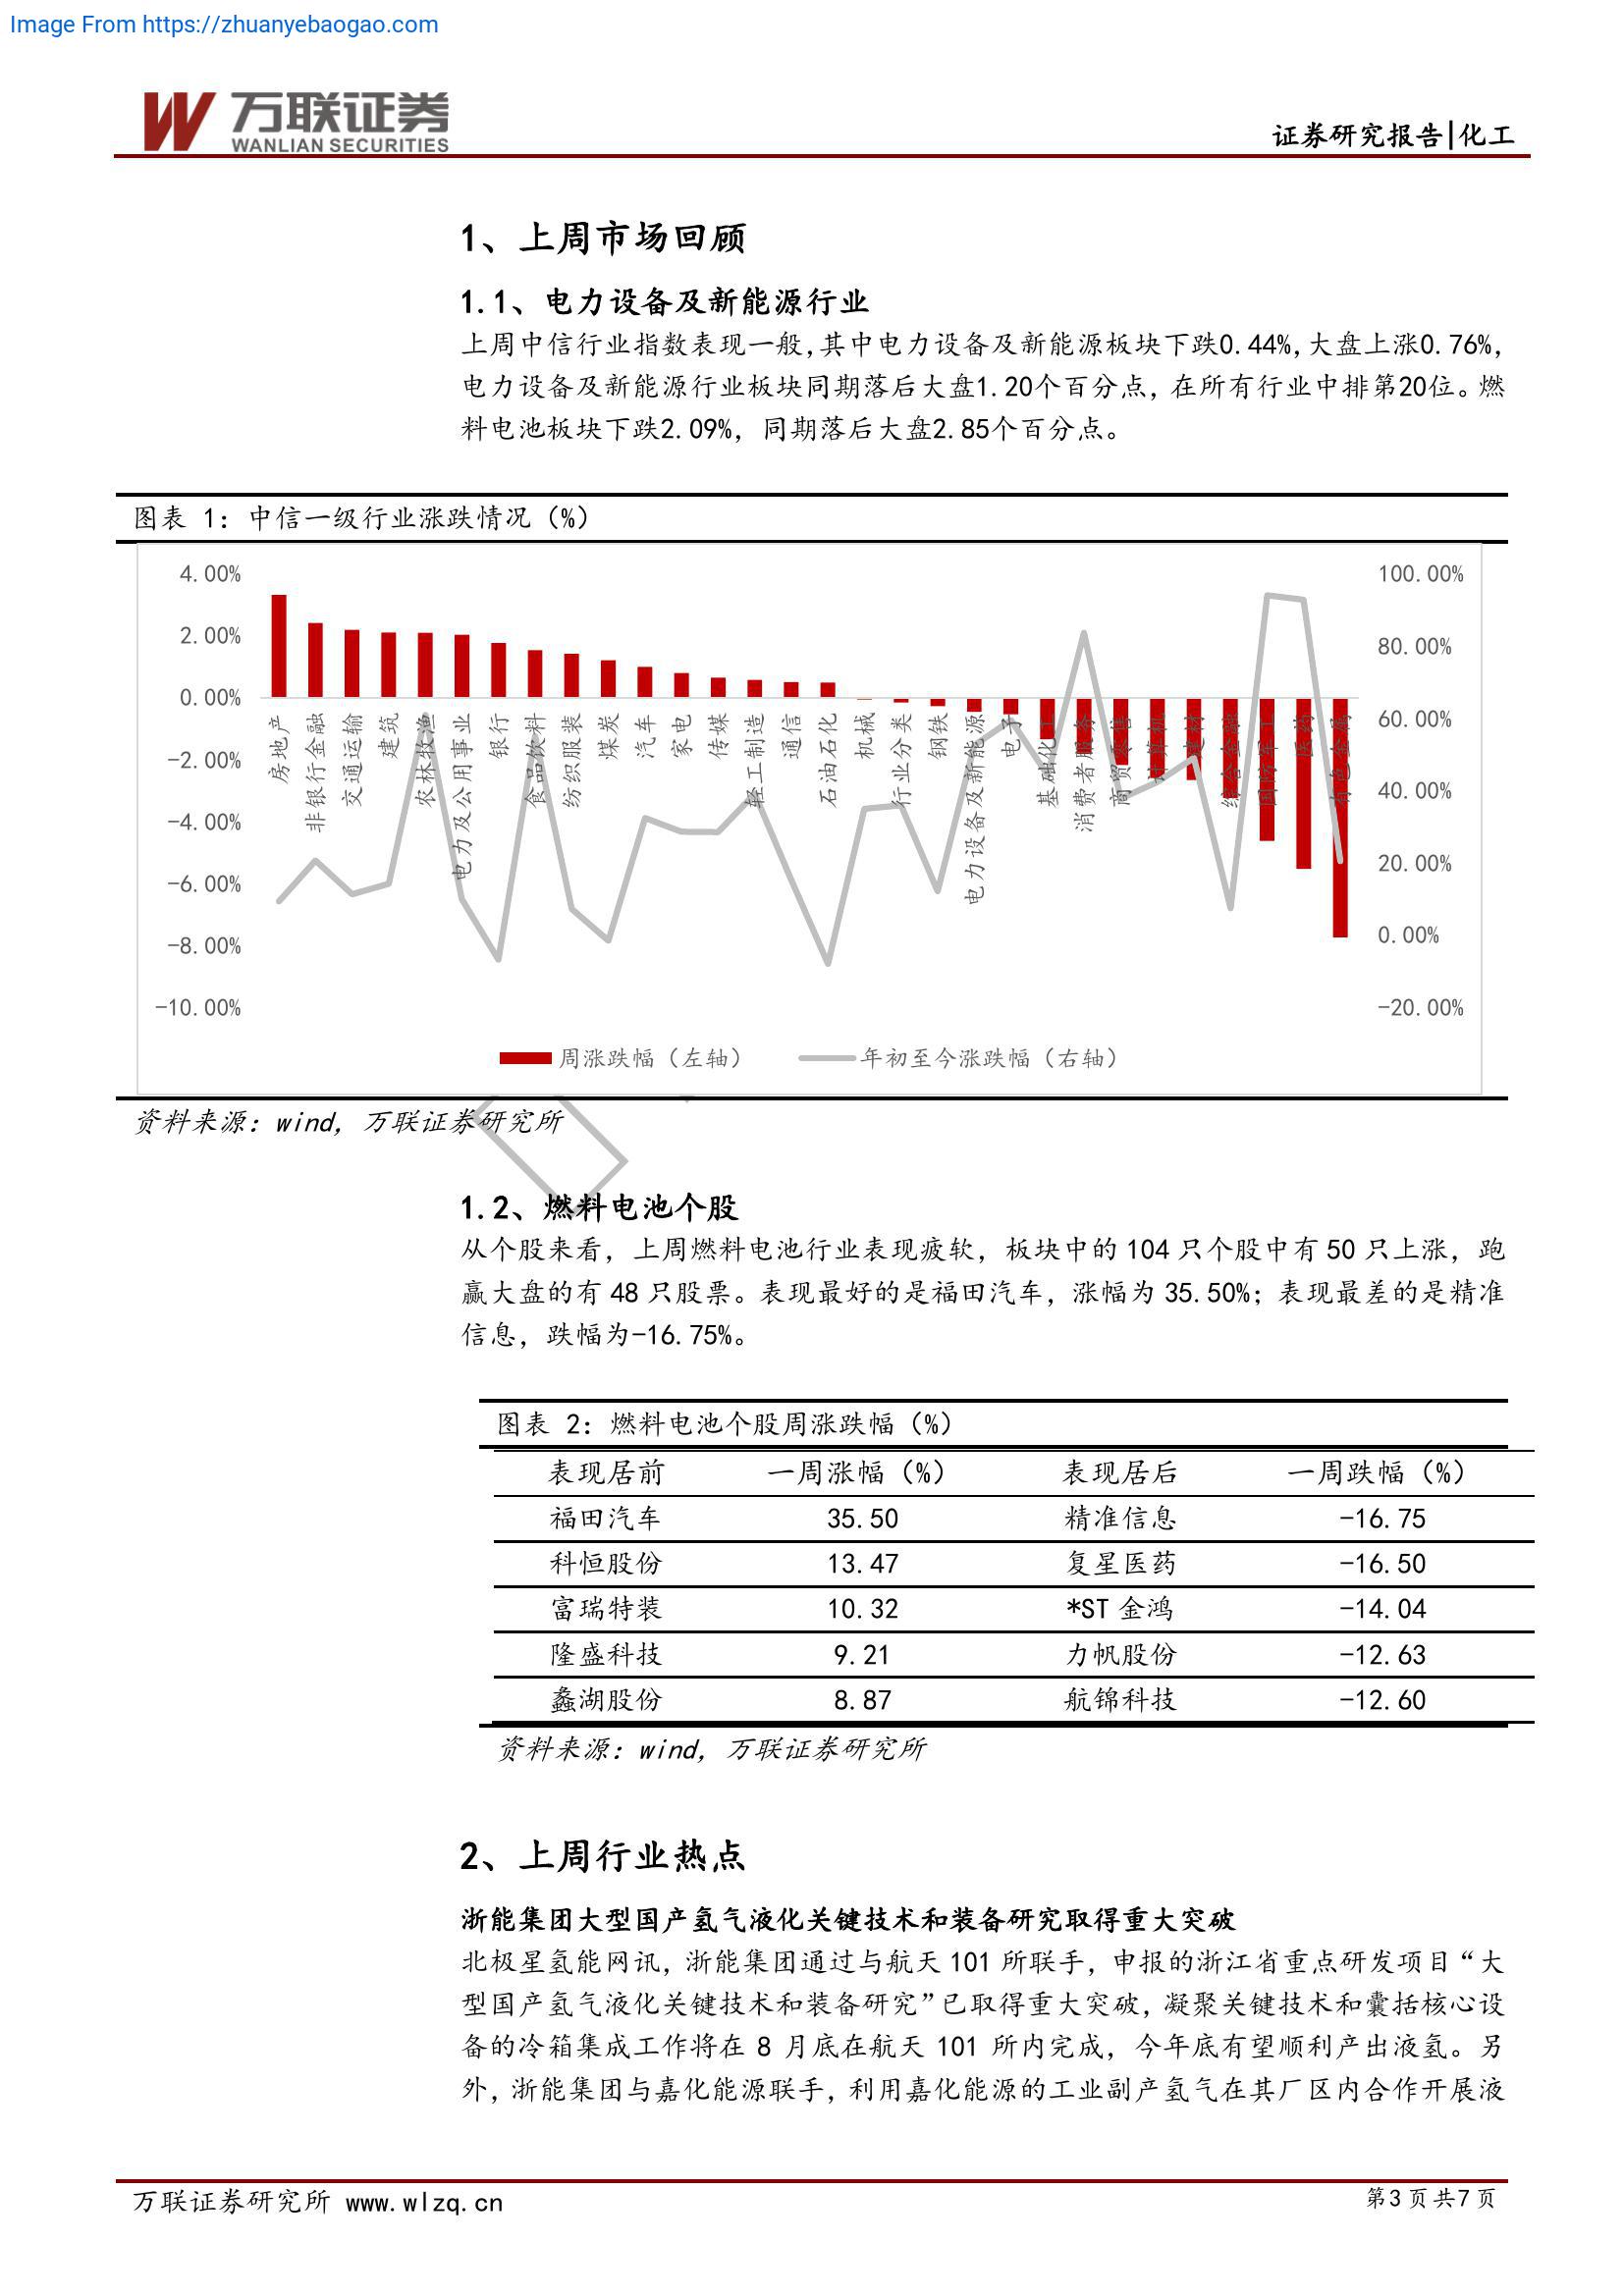 Image From https://zhuanyebaogao.com
万联证券
WANLIAN SECURITIES
证券研究报告|化工
1、上周市场回顾
1.1、电力设备及新能源行业
上周中信行业指数表现一般,其中电力设备及新能源板块下跌0.44%,大盘上涨0.76%,
电力设备及新能源行业板块同期落后大盘1.20个百分点,在所有行业中排第20位。燃
料电池板块下跌2.09%,同期落后大盘2.85个百分点。
图表 1:中信一级行业涨跌情况(%)
4.00%
2.00%
0.00%
-2.00%
-4.00%
-6.00%
-8.00%
-10.00%
100.00%
80.00%
60.00%
40.00%
20.00%
0.00%
-20.00%
房地产
非银行金融
交通运输
建筑
农林牧渔
电力及公用事业
银行
食品饮料
纺织服装
煤炭
汽车
家电
传媒
轻工制造
通信
石油石化
机械
行业分类
钢铁
电力设备及新能源
电子
基础化工
消费者服务
商贸零售
计算机
建材
综合金融
国防军工
医药
有色金属
周涨跌幅(左轴)
年初至今涨跌幅(右轴)
资料来源:wind,万联证券研究所
1.2、燃料电池个股
从个股来看,上周燃料电池行业表现疲软,板块中的 104 只个股中有 50 只上涨,跑
赢大盘的有 48 只股票。表现最好的是福田汽车,涨幅为 35.50%;表现最差的是精准
信息,跌幅为-16.75%。
图表 2:燃料电池个股周涨跌幅(%)
表现居前 一周涨幅(%) 表现居后 一周跌幅(%)
福田汽车 35.50 精准信息 -16.75
科恒股份 13.47 复星医药 -16.50
富瑞特装 10.32 *ST 金鸿 -14.04
隆盛科技 9.21 力帆股份 -12.63
蠡湖股份 8.87 航锦科技 -12.60
资料来源:wind,万联证券研究所
2、上周行业热点
浙能集团大型国产氢气液化关键技术和装备研究取得重大突破
北极星氢能网讯,浙能集团通过与航天 101 所联手,申报的浙江省重点研发项目“大
型国产氢气液化关键技术和装备研究”已取得重大突破,凝聚关键技术和囊括核心设
备的冷箱集成工作将在 8 月底在航天 101 所内完成,今年底有望顺利产出液氢。另
外,浙能集团与嘉化能源联手,利用嘉化能源的工业副产氢气在其厂区内合作开展液
万联证券研究所 www.wlzq.cn
第3页共7页